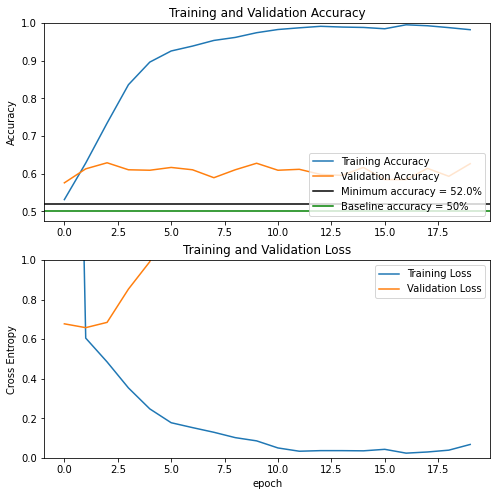 Training and Validation Accuracy
Accuracy
1.0
0.9
0.8
0.7
0.6
0.5
Training Accuracy
Validation Accuracy
Minimum accuracy = 52.0%
Baseline accuracy = 50%
0.0 2.5 5.0 7.5 10.0 12.5 15.0 17.5
Training and Validation Loss
Cross Entropy
1.0
0.8
0.6
0.4
0.2
0.0
Training Loss
Validation Loss
0.0 2.5 5.0 7.5 10.0 12.5 15.0 17.5
epoch